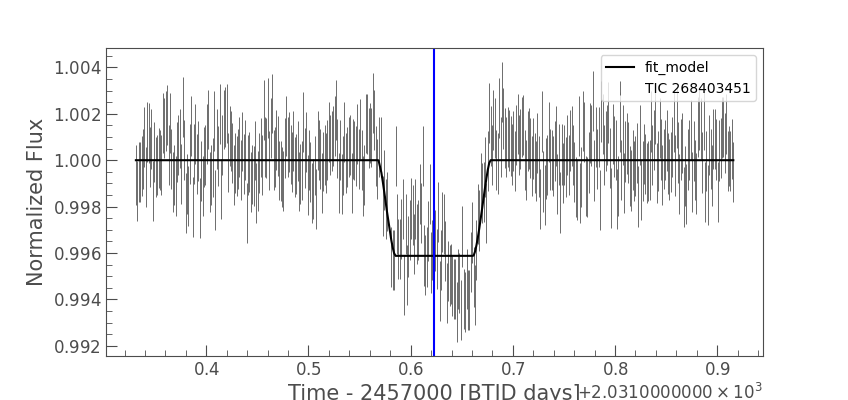 fit_model
TIC 268403451
Normalized Flux
1.004
1.002
1.000
0.998
0.996
0.994
0.992
0.4 0.5 0.6 0.7 0.8 0.9
Time - 2457000 [BTJD days]
+2.0310000000 × 10³